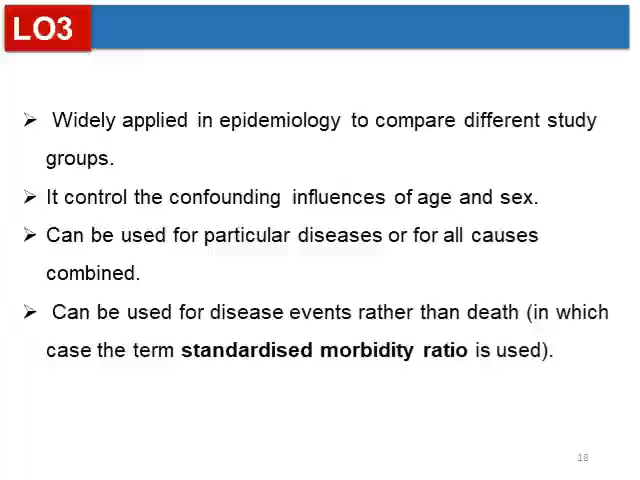 LO3
➢ Widely applied in epidemiology to compare different study
groups.
➢ It control the confounding influences of age and sex.
➢ Can be used for particular diseases or for all causes
combined.
➢ Can be used for disease events rather than death (in which
case the term standardised morbidity ratio is used).
18